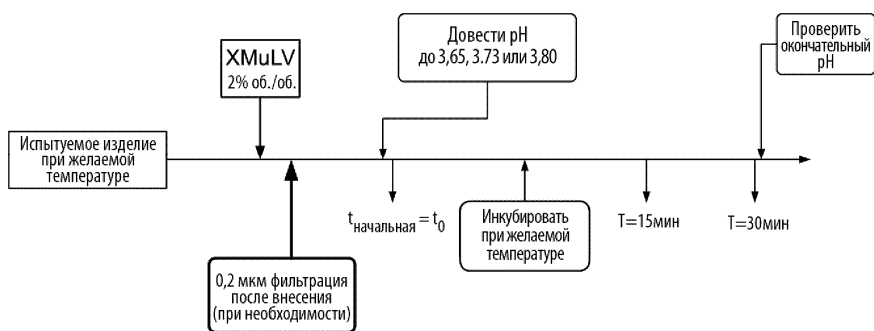 XMuLV
2% об./об.
Довести pH
до 3,65, 3.73 или 3,80
Проверить
окончательный
pH
Испытуемое изделие
при желаемой
температуре
tначальная = t0
Инкубировать
при желаемой
температуре
T=15мин
T=30мин
0,2 мкм фильтрация
после внесения
(при необходимости)